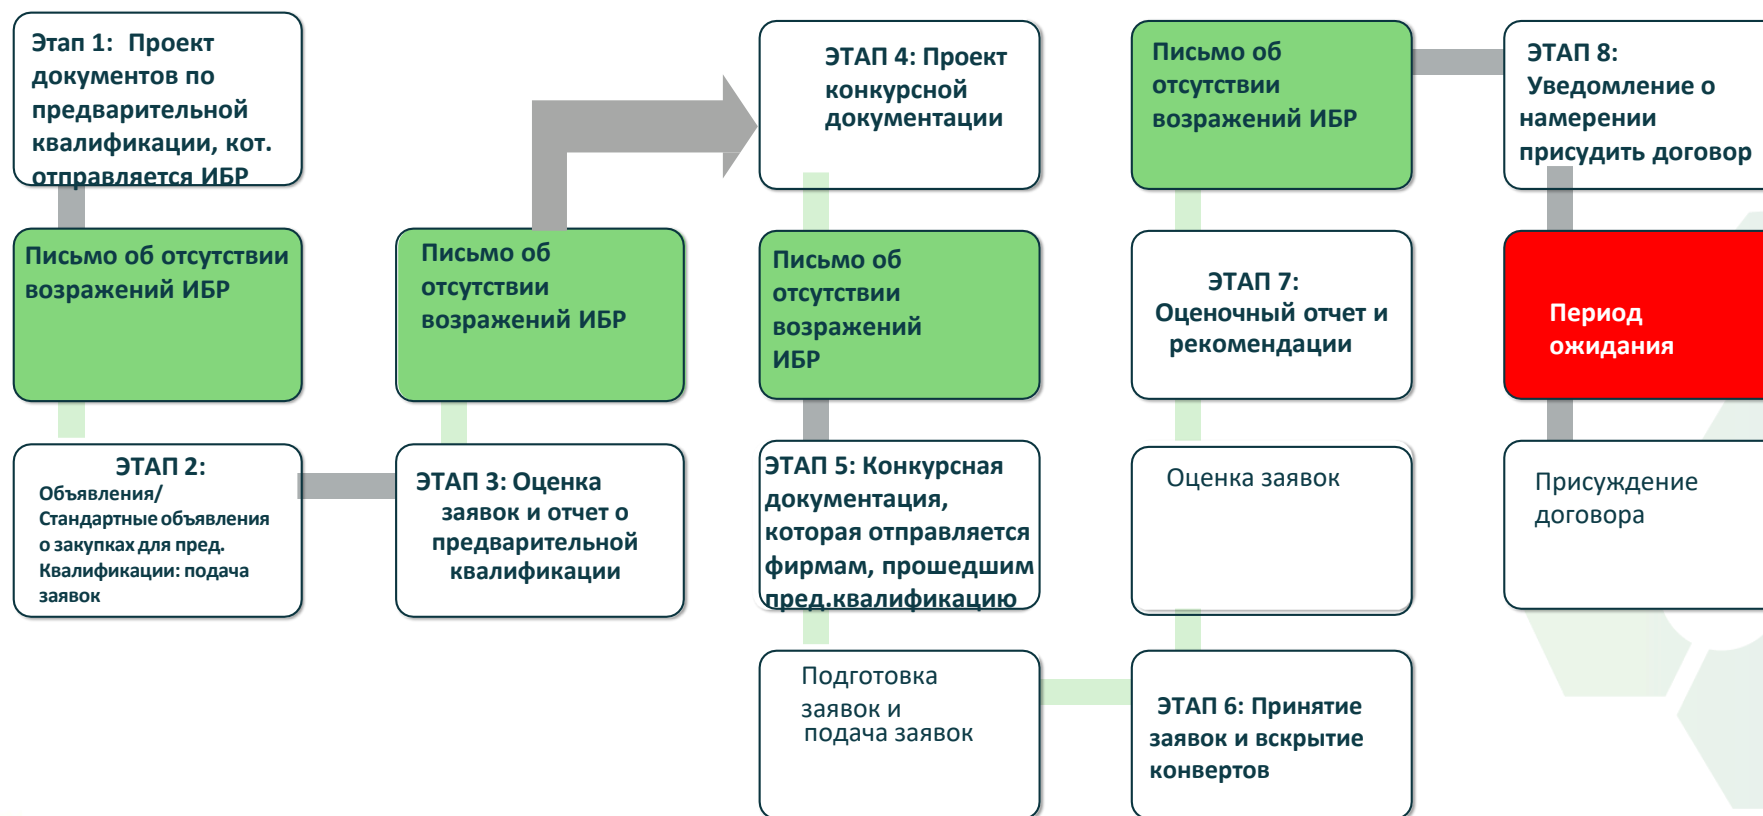 Этап 1: Проект
документов по
предварительной
квалификации, кот.
отправляется ИБР
Письмо об отсутствии
возражений ИБР
ЭТАП 2:
Объявления/
Стандартные объявления
о закупках для пред.
Квалификации: подача
заявок
ЭТАП 3: Оценка
заявок и отчет о
предварительной
квалификации
Письмо об
отсутствии
возражений ИБР
ЭТАП 4: Проект
конкурсной
документации
Письмо об
отсутствии
возражений
ИБР
ЭТАП 5: Конкурсная
документация,
которая отправляется
фирмам, прошедшим
пред.квалификацию
Подготовка
заявок и
подача заявок
ЭТАП 6: Принятие
заявок и вскрытие
конвертов
Оценка заявок
ЭТАП 7:
Оценочный отчет и
рекомендации
Письмо об
отсутствии
возражений ИБР
ЭТАП 8:
Уведомление о
намерении
присудить договор
Период
ожидания
Присуждение
договора